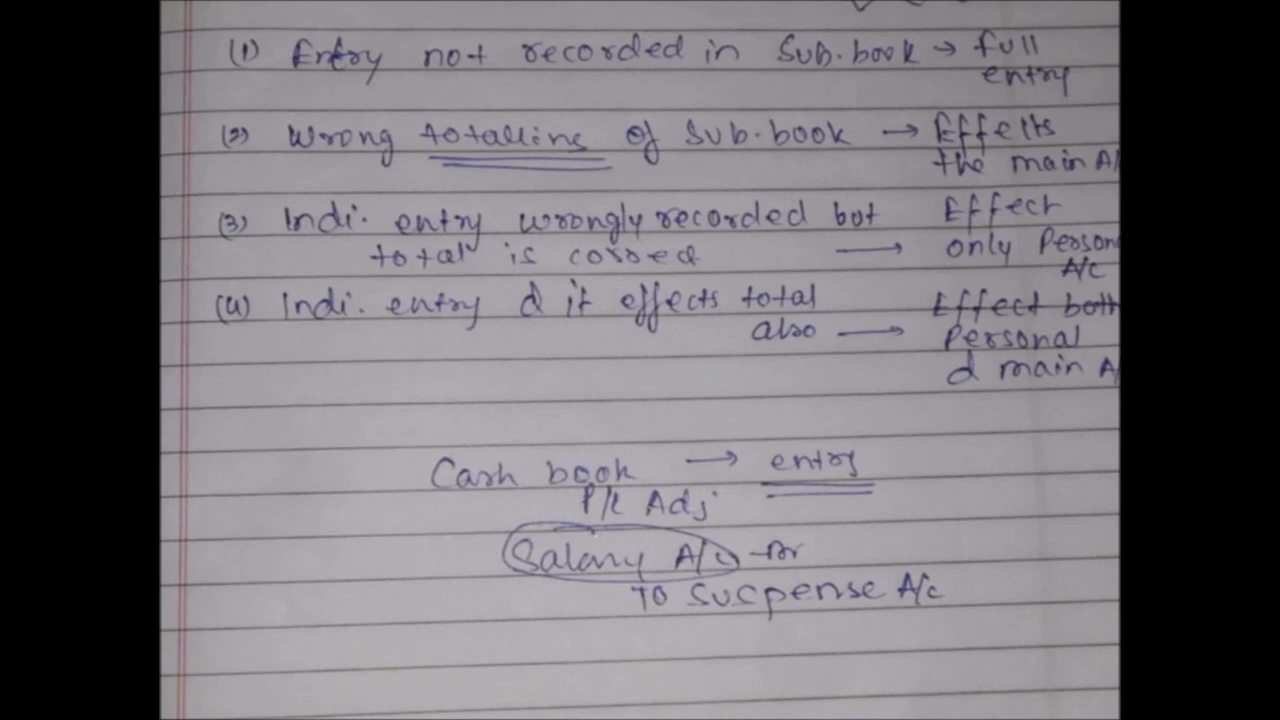 (1) Entry not recorded in Sub. book → full
entry
(2) Wrong totalling of Sub. book → Effects
the main A/
(3) Indi. entry wrongly recorded but Effect
total is correct → only Person
A/c
(4) Indi. entry & it effects total Effect both
also → Personal
& main A/
Cash book → entry
P/L Adj
Salary A/c Dr
To Suspense A/c